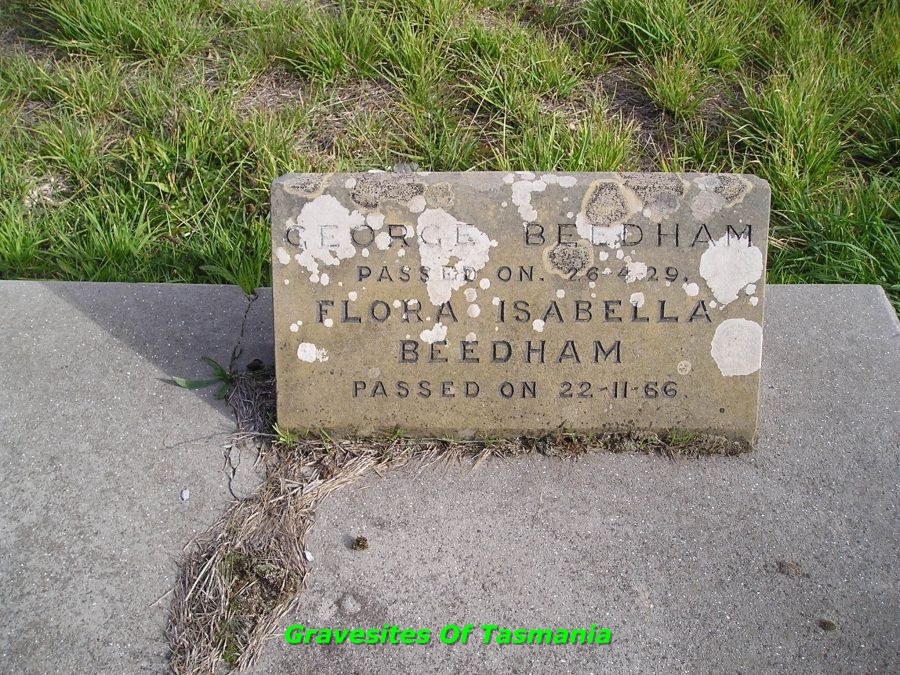 GEORGE BEEDHAM
PASSED ON. 26-4-29.
FLORA ISABELLA
BEEDHAM
PASSED ON 22-11-66.
Gravesites Of Tasmania